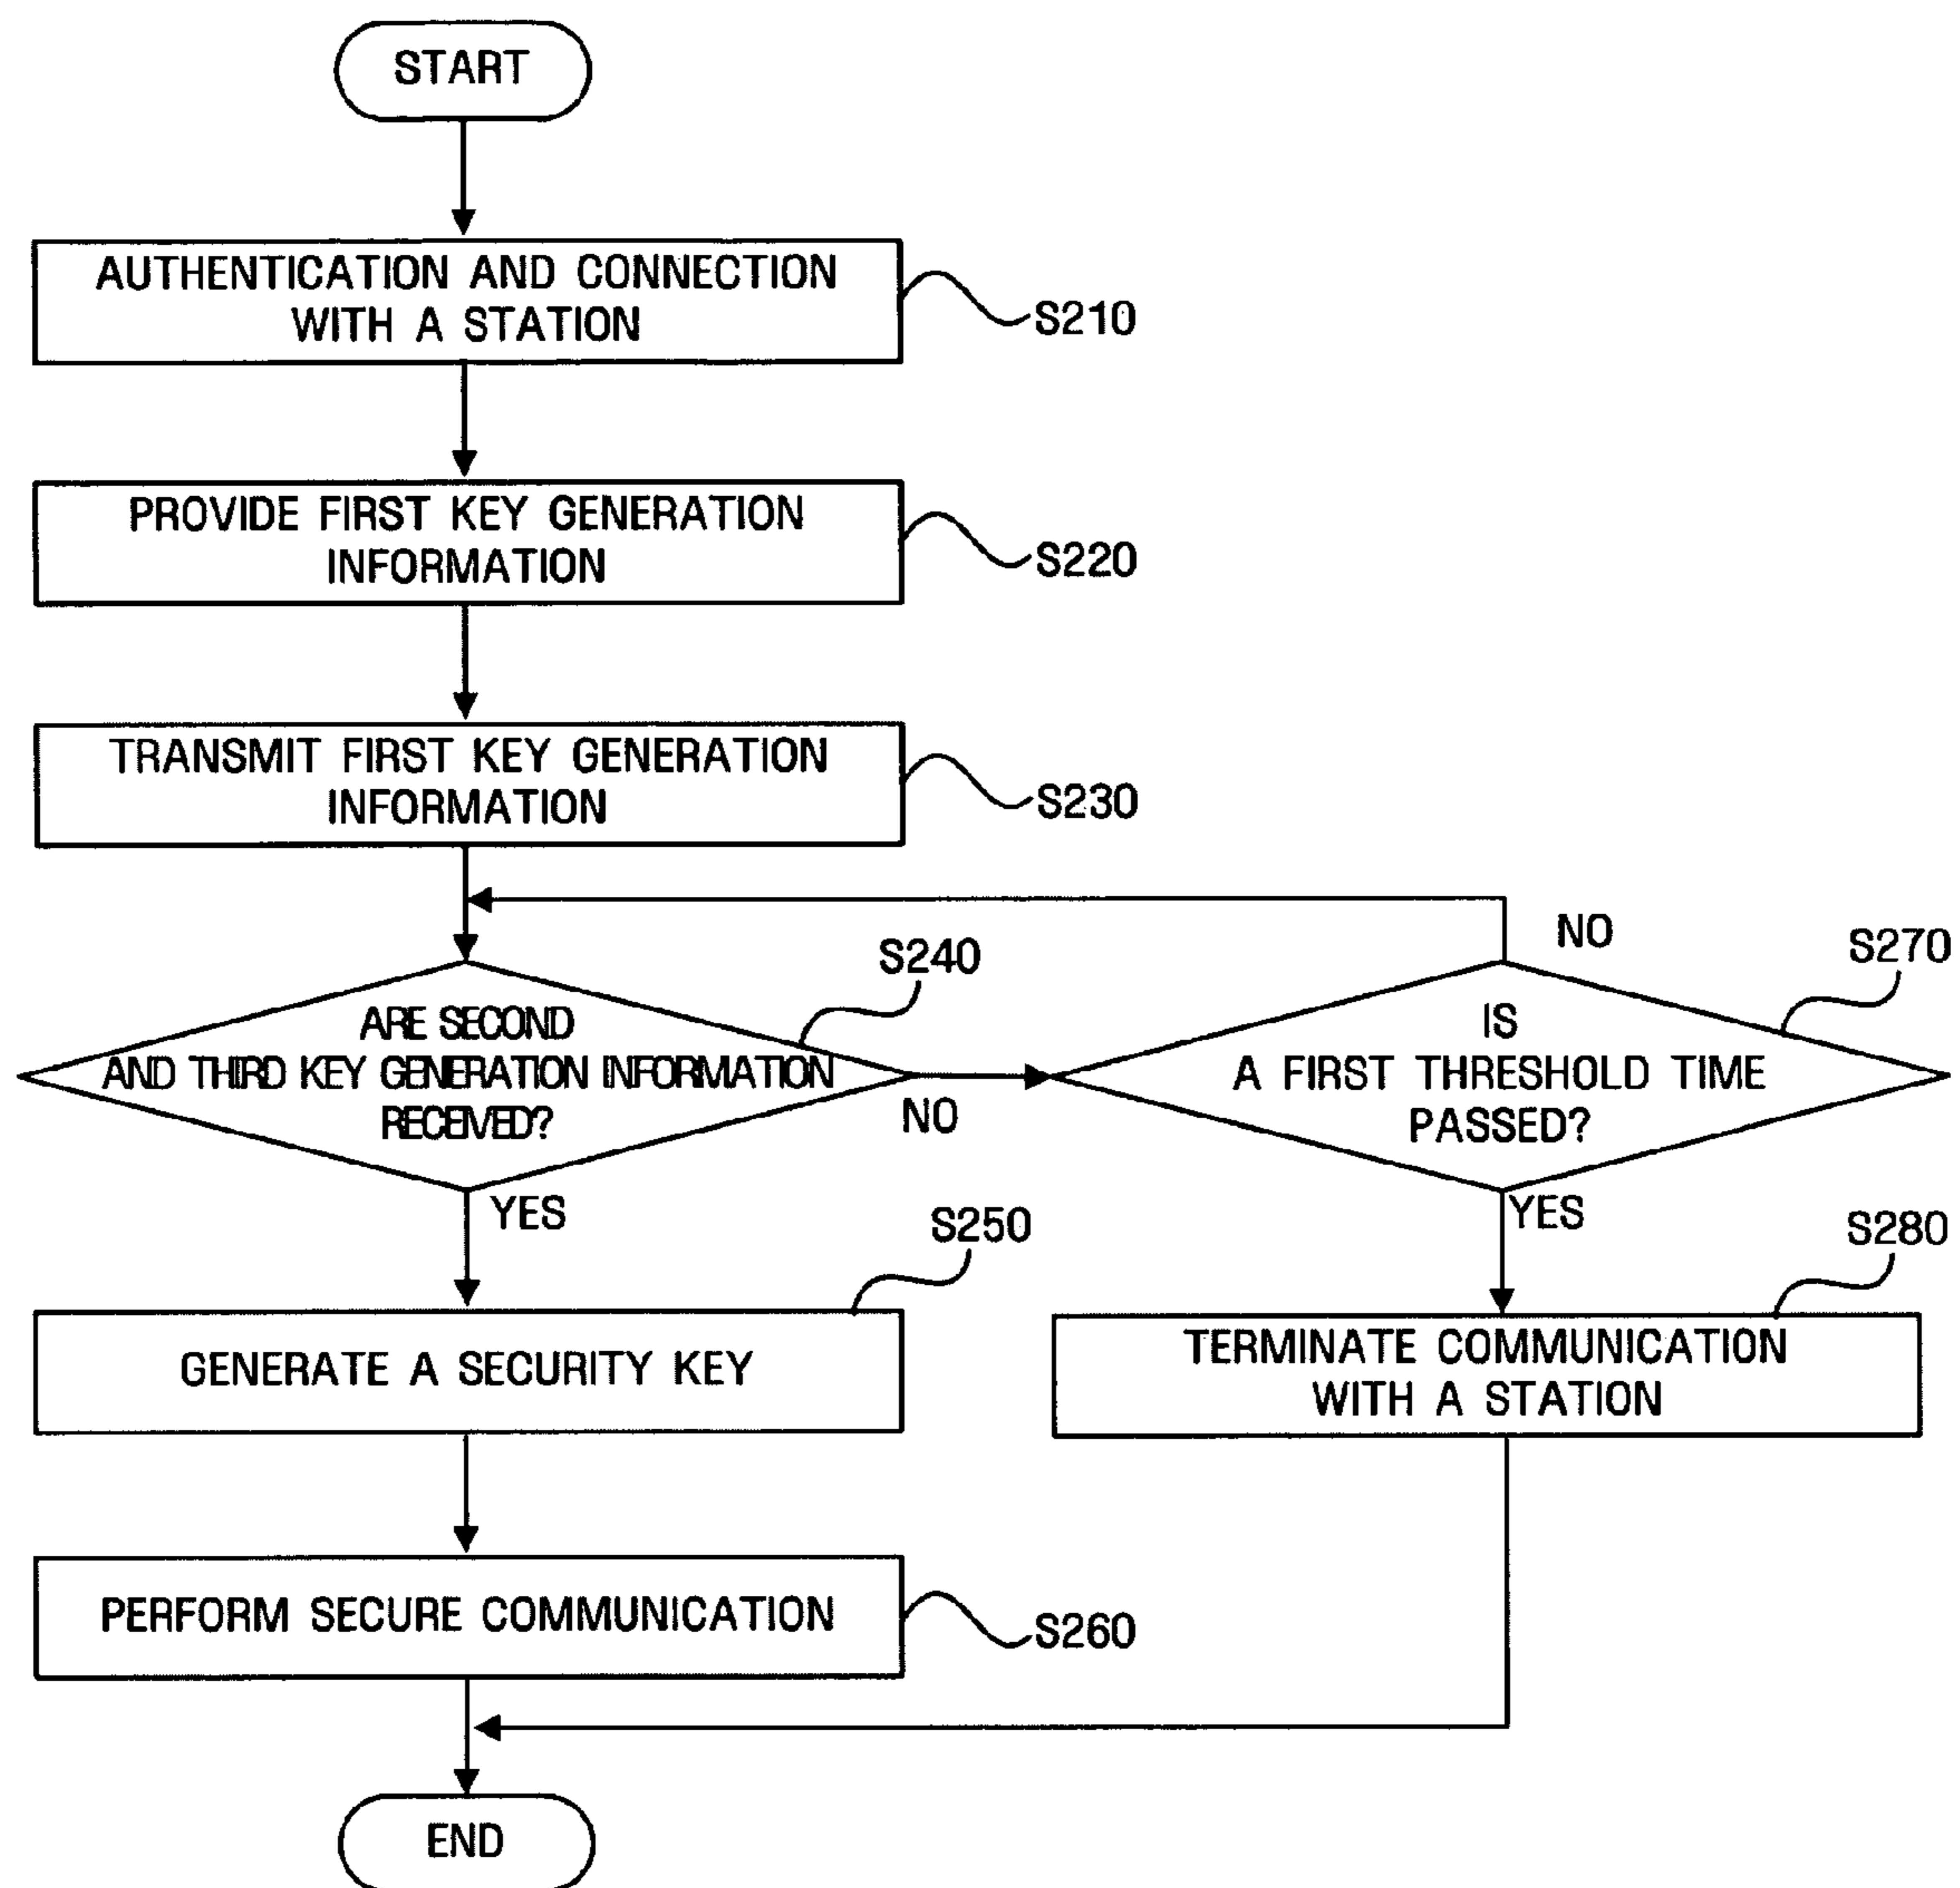 START
AUTHENTICATION AND CONNECTION
WITH A STATION
S210
PROVIDE FIRST KEY GENERATION
INFORMATION
S220
TRANSMIT FIRST KEY GENERATION
INFORMATION
S230
NO
S240
S270
ARE SECOND
AND THIRD KEY GENERATION INFORMATION
RECEIVED?
NO
IS
A FIRST THRESHOLD TIME
PASSED?
YES
YES
S250
S280
GENERATE A SECURITY KEY
TERMINATE COMMUNICATION
WITH A STATION
PERFORM SECURE COMMUNICATION
S260
END